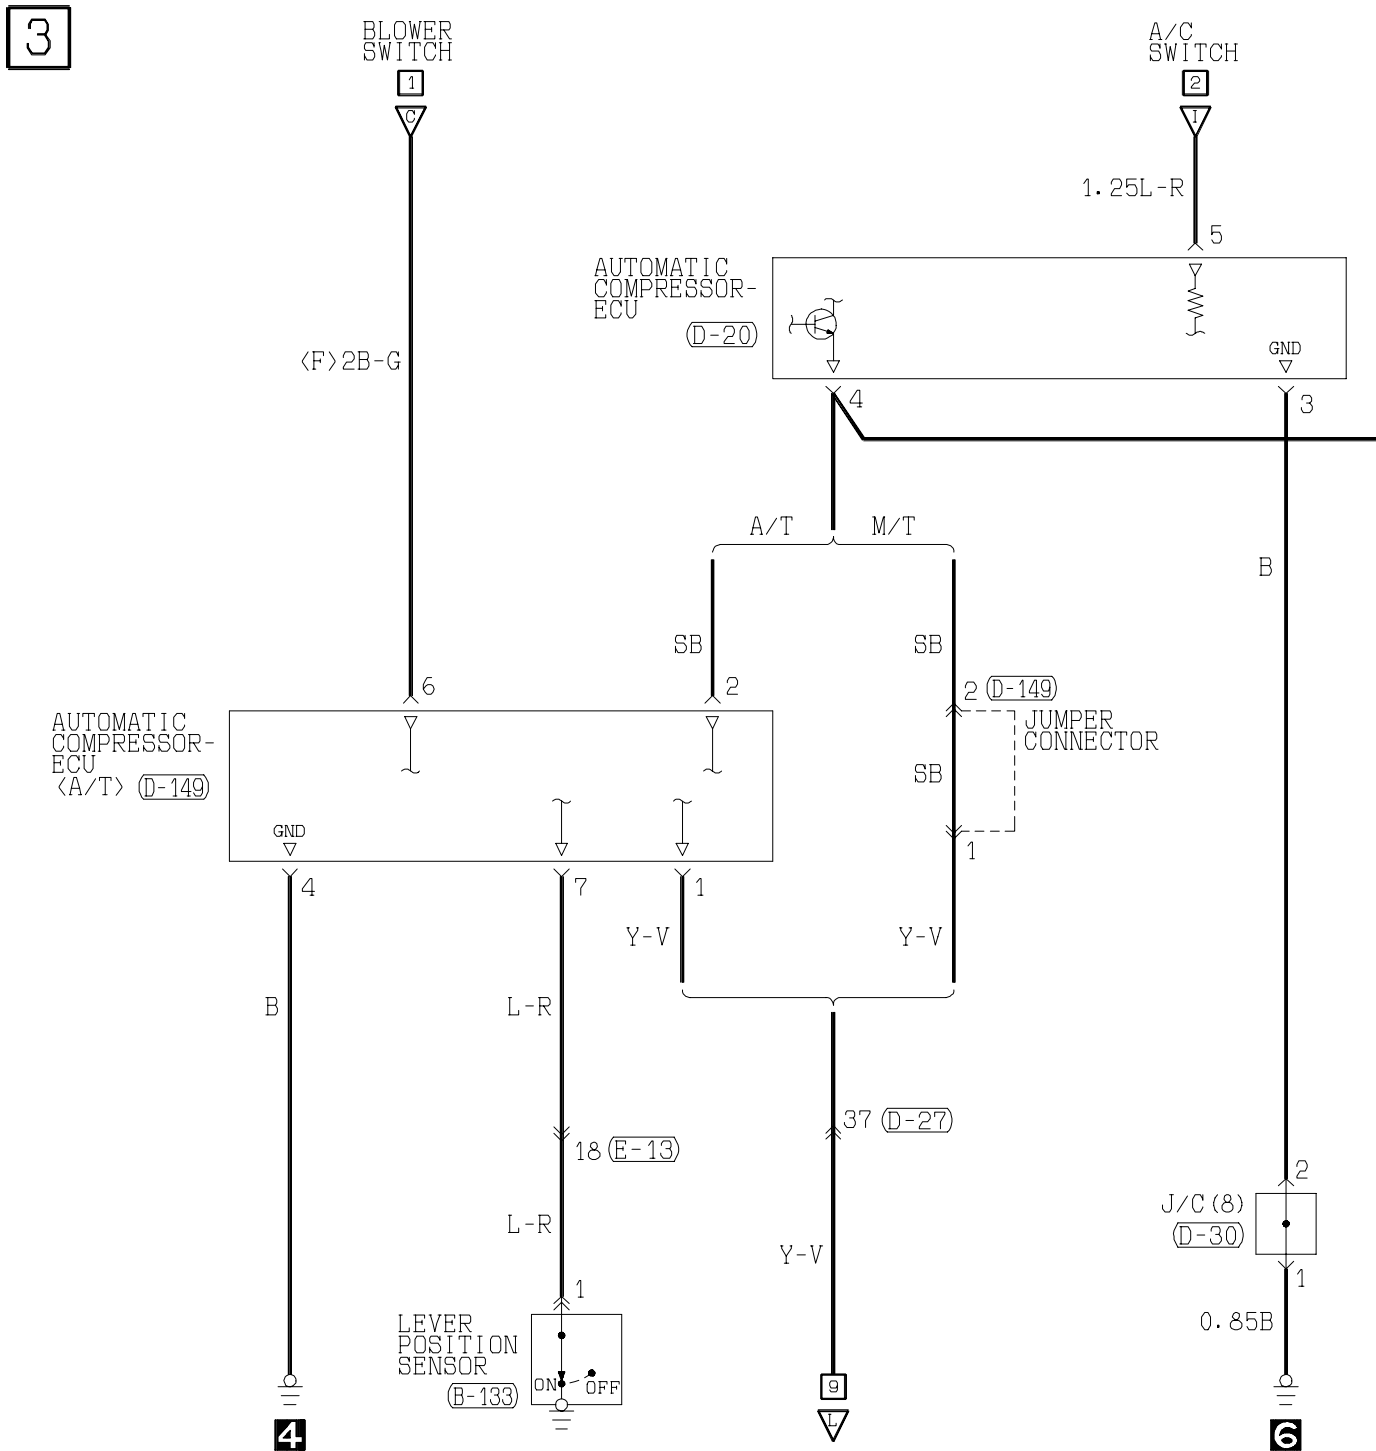 3
BLOWER
SWITCH
1
C
A/C
SWITCH
2
I
1.25L-R
5
AUTOMATIC
COMPRESSOR-
ECU
(D-20)
GND
<F>2B-G
4
3
A/T
M/T
B
SB
SB
6
2
2 (D-149)
JUMPER
CONNECTOR
AUTOMATIC
COMPRESSOR-
ECU
<A/T> (D-149)
SB
GND
1
4
7
1
Y-V
Y-V
B
L-R
37 (D-27)
18 (E-13)
2
J/C(8)
(D-30)
L-R
Y-V
1
1
0.85B
LEVER
POSITION
SENSOR
(B-133)
ON
OFF
9
L
4
6